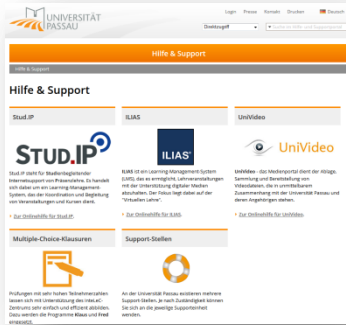 UNIVERSITÄT
PASSAU
Login Presse Kontakt Drucken Deutsch
Direktzugriff
Suche im Hilfe und Supportportal
Hilfe & Support
Hilfe & Support
Hilfe & Support
Stud.IP
STUD.IP
Stud.IP steht für Studienbegleitender
Internetsupport von Präsenzlehre. Es handelt
sich dabei um ein Learning-Management-
System, das der Koordination und Begleitung
von Veranstaltungen und Kursen dient.
Zur Onlinehilfe für Stud.IP.
ILIAS
ILIAS
ILIAS ist ein Learning-Management-System
(LMS), das es ermöglicht, Lehrveranstaltungen
mit der Unterstützung digitaler Medien
abzuhalten. Der Fokus liegt dabei auf der
"Virtuellen Lehre".
Zur Onlinehilfe für ILIAS.
UniVideo
UniVideo
UniVideo - das Medienportal dient der Ablage,
Sammlung und Bereitstellung von
Videodateien, die in unmittelbarem
Zusammenhang mit der Universität Passau und
deren Angehörigen stehen.
Zur Onlinehilfe für UniVideo.
Multiple-Choice-Klausuren
Prüfungen mit sehr hohen Teilnehmerzahlen
lassen sich mit Unterstützung des InteLeC-
Zentrums sehr einfach und effizient abbilden.
Dazu werden die Programme Klaus und Fred
eingesetzt.
Support-Stellen
An der Universität Passau existieren mehrere
Support-Stellen. Je nach Zuständigkeit können
Sie sich an die jeweilige Supporteinheit
wenden.